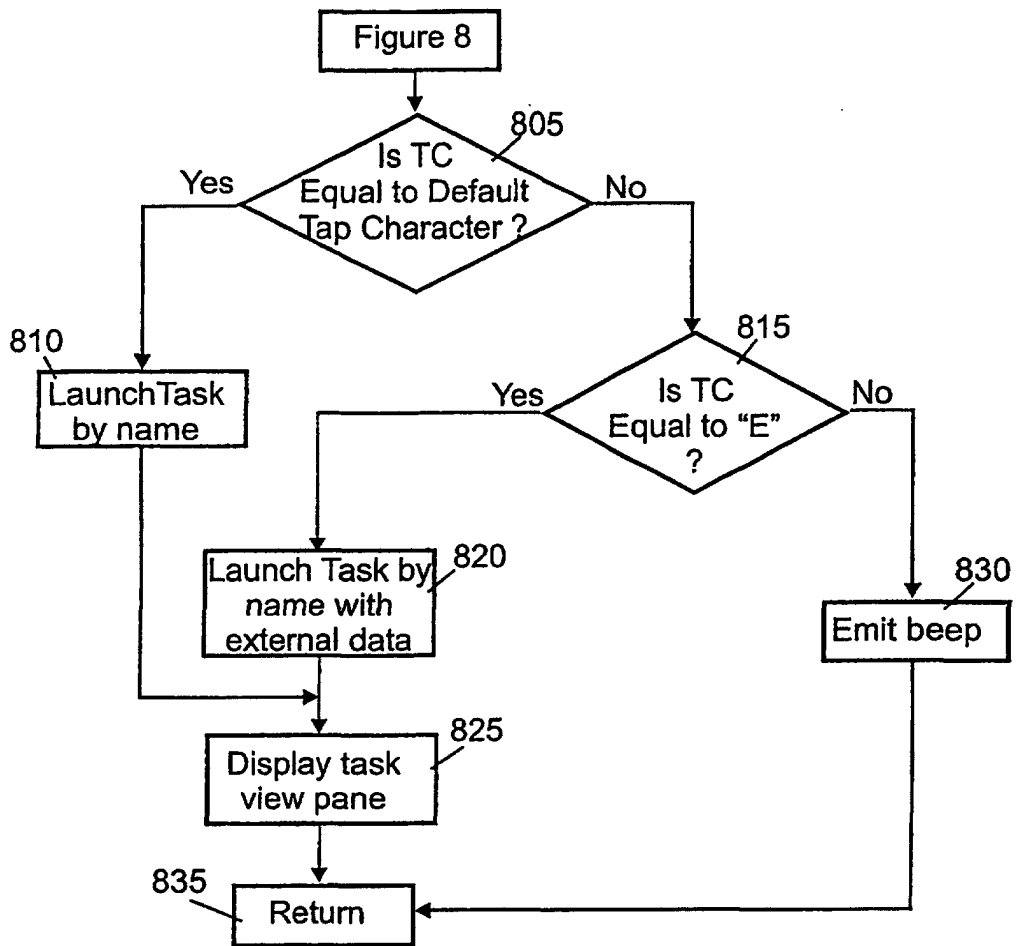 Figure 8
805
Is TC
Equal to Default
Tap Character ?
Yes
No
810
LaunchTask
by name
815
Is TC
Equal to “E”
?
Yes
No
820
Launch Task by
name with
external data
830
Emit beep
825
Display task
view pane
835
Return